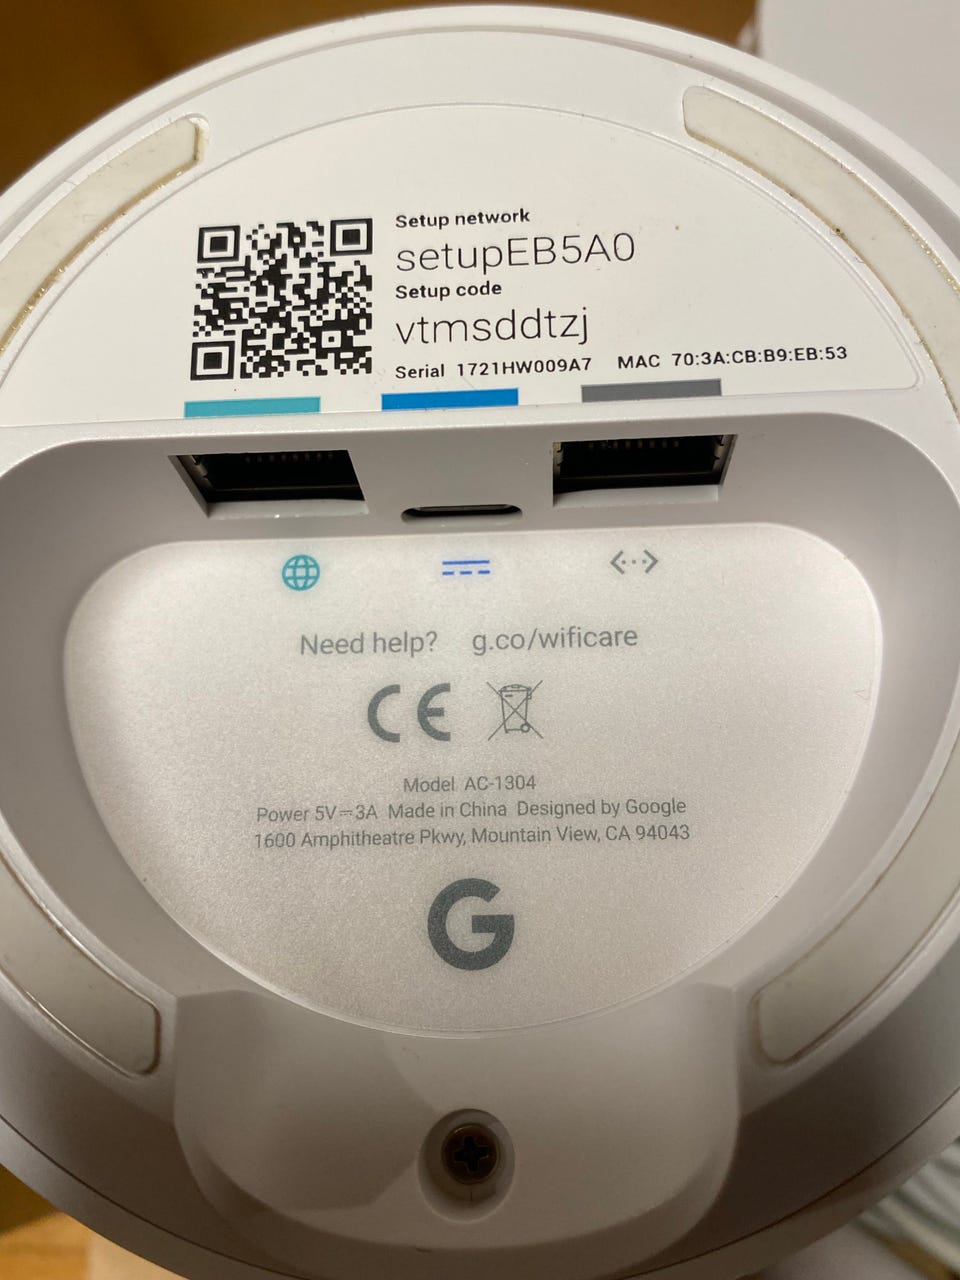 Setup network
setupEB5A0
Setup code
vtmsddtzj
Serial 1721HW009A7 MAC 70:3A:CB:B9:EB:53
Need help? g.co/wificare
CE
Model AC-1304
Power 5V⎓3A Made in China Designed by Google
1600 Amphitheatre Pkwy, Mountain View, CA 94043
G